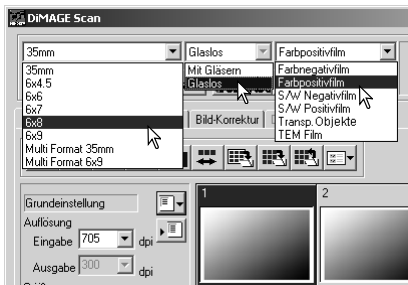 DiMAGE Scan
35mm Glaslos Farbpositivfilm
35mm
6x4.5
6x6
6x7
6x8
6x9
Multi Format 35mm
Multi Format 6x9
Mit Gläsern
Glaslos
Farbnegativfilm
Farbpositivfilm
S/W Negativfilm
S/W Positivfilm
Transp. Objekte
TEM Film
Bild-Korrektur
Grundeinstellung
Auflösung
Eingabe 705 dpi
Ausgabe 300 dpi
1 2